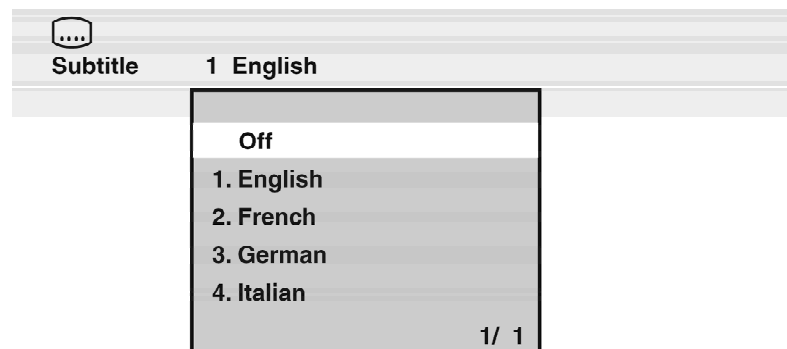 Subtitle 1 English
Off
1. English
2. French
3. German
4. Italian
1/ 1